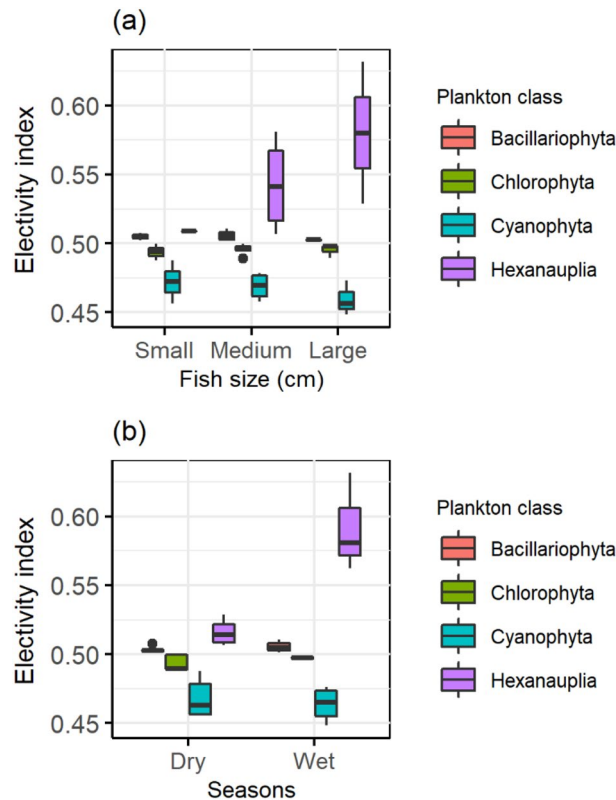 (a)
Electivity index
0.60
0.55
0.50
0.45
Small Medium Large
Fish size (cm)
Plankton class
Bacillariophyta
Chlorophyta
Cyanophyta
Hexanauplia
(b)
Electivity index
0.60
0.55
0.50
0.45
Dry Wet
Seasons
Plankton class
Bacillariophyta
Chlorophyta
Cyanophyta
Hexanauplia